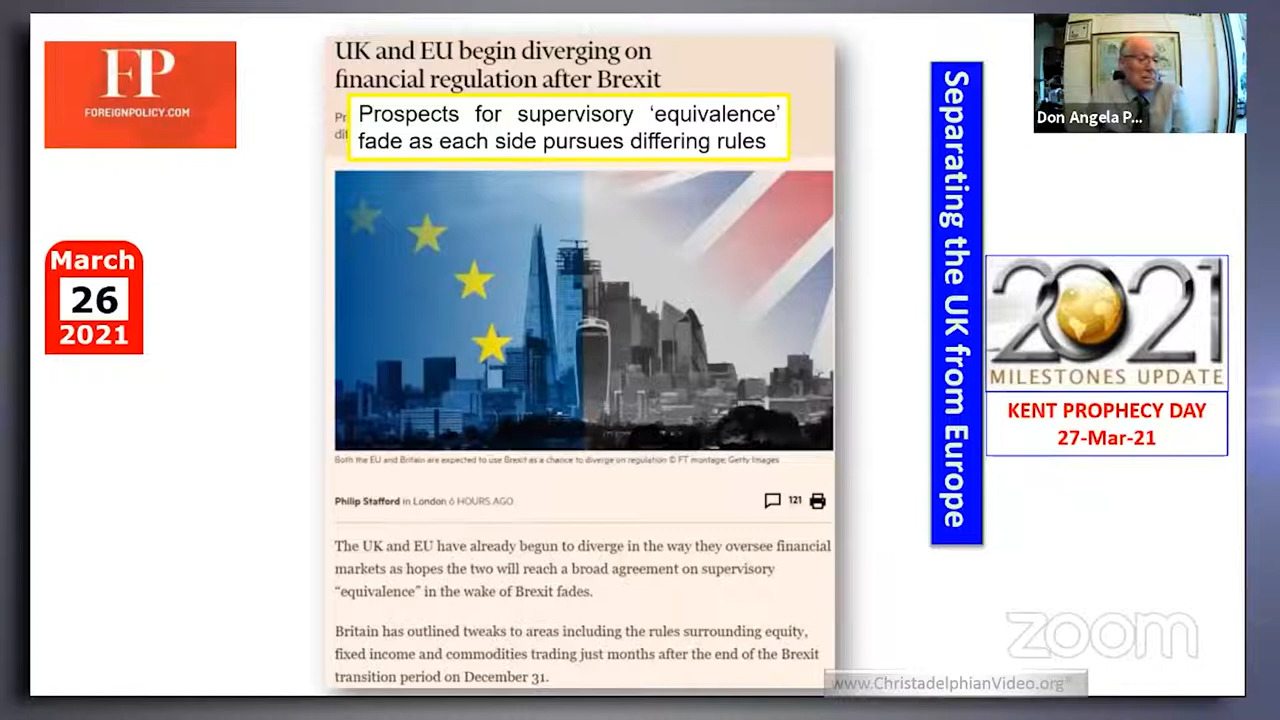 FP
FOREIGNPOLICY.COM
March
26
2021
UK and EU begin diverging on
financial regulation after Brexit
Prospects for supervisory ‘equivalence’
fade as each side pursues differing rules
Both the EU and Britain are expected to use Brexit as a chance to diverge on regulation © FT montage; Getty Images
Philip Stafford in London 6 HOURS AGO
121
The UK and EU have already begun to diverge in the way they oversee financial
markets as hopes the two will reach a broad agreement on supervisory
“equivalence” in the wake of Brexit fades.
Britain has outlined tweaks to areas including the rules surrounding equity,
fixed income and commodities trading just months after the end of the Brexit
transition period on December 31.
Separating the UK from Europe
Don Angela P...
2021
MILESTONES UPDATE
KENT PROPHECY DAY
27-Mar-21
zoom
www.ChristadelphianVideo.org